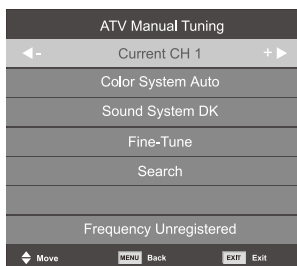 ATV Manual Tuning
◀ - Current CH 1 + ▶
Color System Auto
Sound System DK
Fine-Tune
Search
Frequency Unregistered
Move MENU Back EXIT Exit